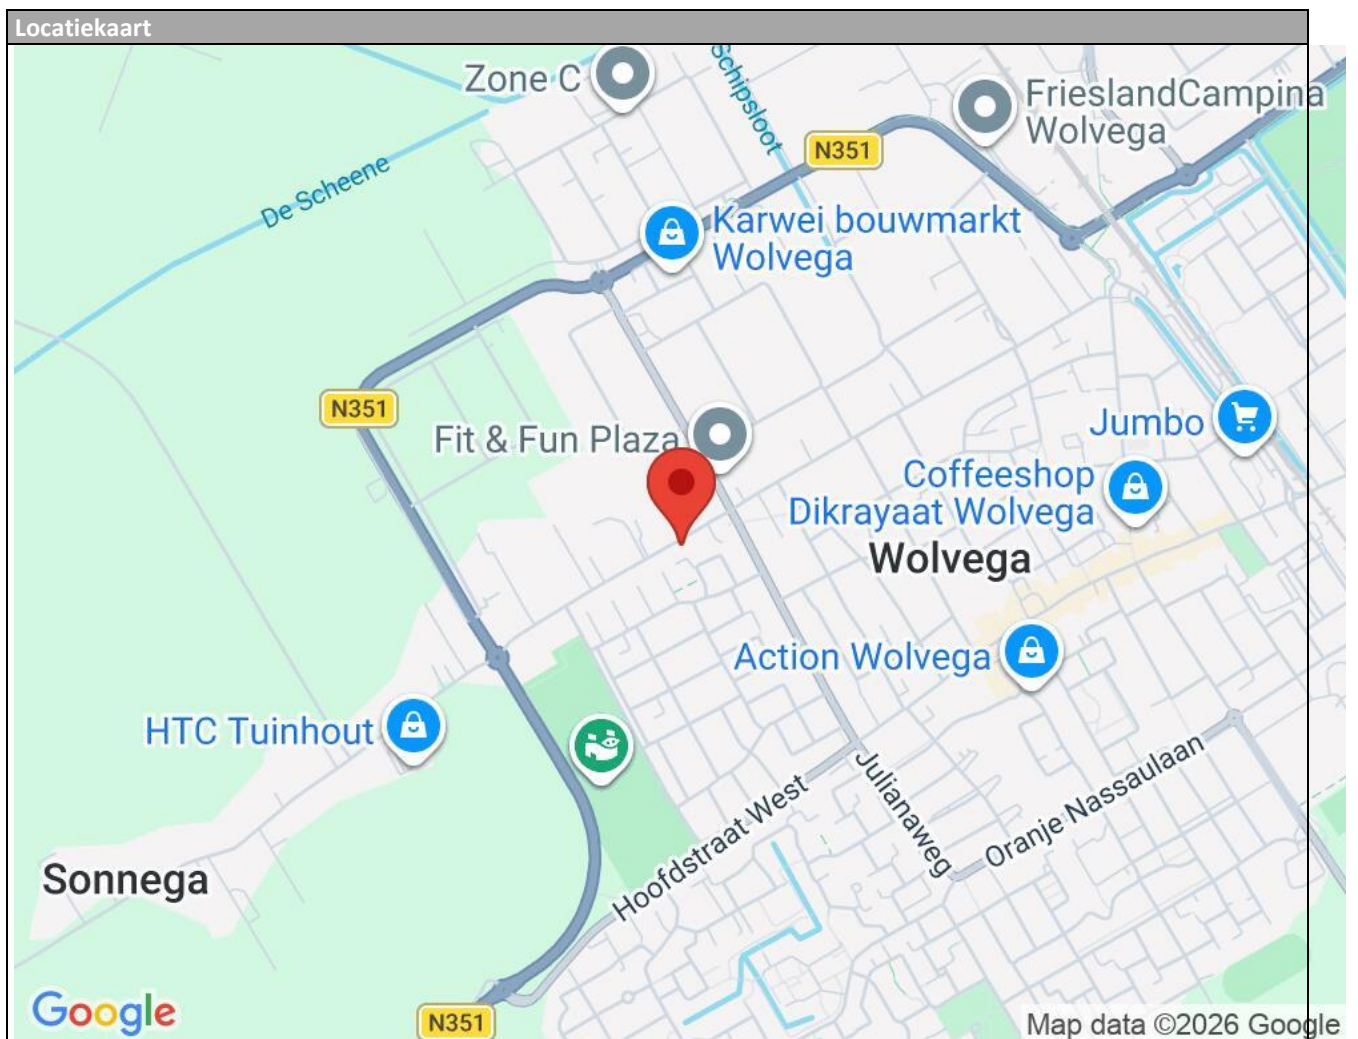 Locatiekaart
Zone C
Schipsloot
FrieslandCampina
Wolvega
N351
De Scheene
Karwei bouwmarkt
Wolvega
N351
Fit & Fun Plaza
Jumbo
Coffeeshop
Dikrayaat Wolvega
Wolvega
Action Wolvega
HTC Tuinhout
Julianaweg
Oranje Nassaulaan
Hoofdstraat West
Sonnega
Google
N351
Map data ©2026 Google